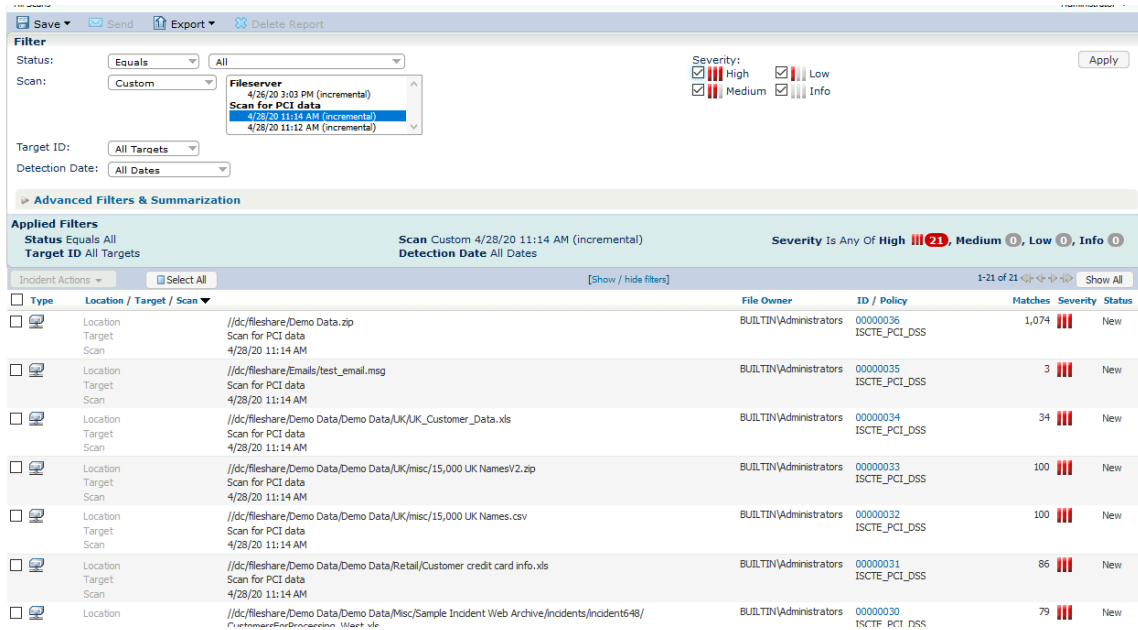 All Scans
Administrator
Save Send Export Delete Report
Filter
Status: Equals All Severity: Apply
High Low
Scan: Custom Fileserver
Medium Info
4/26/20 3:03 PM (incremental)
Scan for PCI data
4/28/20 11:14 AM (incremental)
4/28/20 11:12 AM (incremental)
Target ID: All Targets
Detection Date: All Dates
Advanced Filters & Summarization
Applied Filters
Status Equals All Scan Custom 4/28/20 11:14 AM (incremental) Severity Is Any Of High 21, Medium 0, Low 0, Info 0
Target ID All Targets Detection Date All Dates
Incident Actions Select All [Show / hide filters] 1-21 of 21 Show All
Type Location / Target / Scan File Owner ID / Policy Matches Severity Status
Location //dc/fileshare/Demo Data.zip BUILTIN\Administrators 00000036 1,074 New
Target Scan for PCI data ISCTE_PCI_DSS
Scan 4/28/20 11:14 AM
Location //dc/fileshare/Emails/test_email.msg BUILTIN\Administrators 00000035 3 New
Target Scan for PCI data ISCTE_PCI_DSS
Scan 4/28/20 11:14 AM
Location //dc/fileshare/Demo Data/Demo Data/UK/UK_Customer_Data.xls BUILTIN\Administrators 00000034 34 New
Target Scan for PCI data ISCTE_PCI_DSS
Scan 4/28/20 11:14 AM
Location //dc/fileshare/Demo Data/Demo Data/UK/misc/15,000 UK NamesV2.zip BUILTIN\Administrators 00000033 100 New
Target Scan for PCI data ISCTE_PCI_DSS
Scan 4/28/20 11:14 AM
Location //dc/fileshare/Demo Data/Demo Data/UK/misc/15,000 UK Names.csv BUILTIN\Administrators 00000032 100 New
Target Scan for PCI data ISCTE_PCI_DSS
Scan 4/28/20 11:14 AM
Location //dc/fileshare/Demo Data/Demo Data/Retail/Customer credit card info.xls BUILTIN\Administrators 00000031 86 New
Target Scan for PCI data ISCTE_PCI_DSS
Scan 4/28/20 11:14 AM
Location //dc/fileshare/Demo Data/Demo Data/Misc/Sample Incident Web Archive/incidents/incident648/ BUILTIN\Administrators 00000030 79 New
CustomersForProcessing_West.xls ISCTE_PCI_DSS